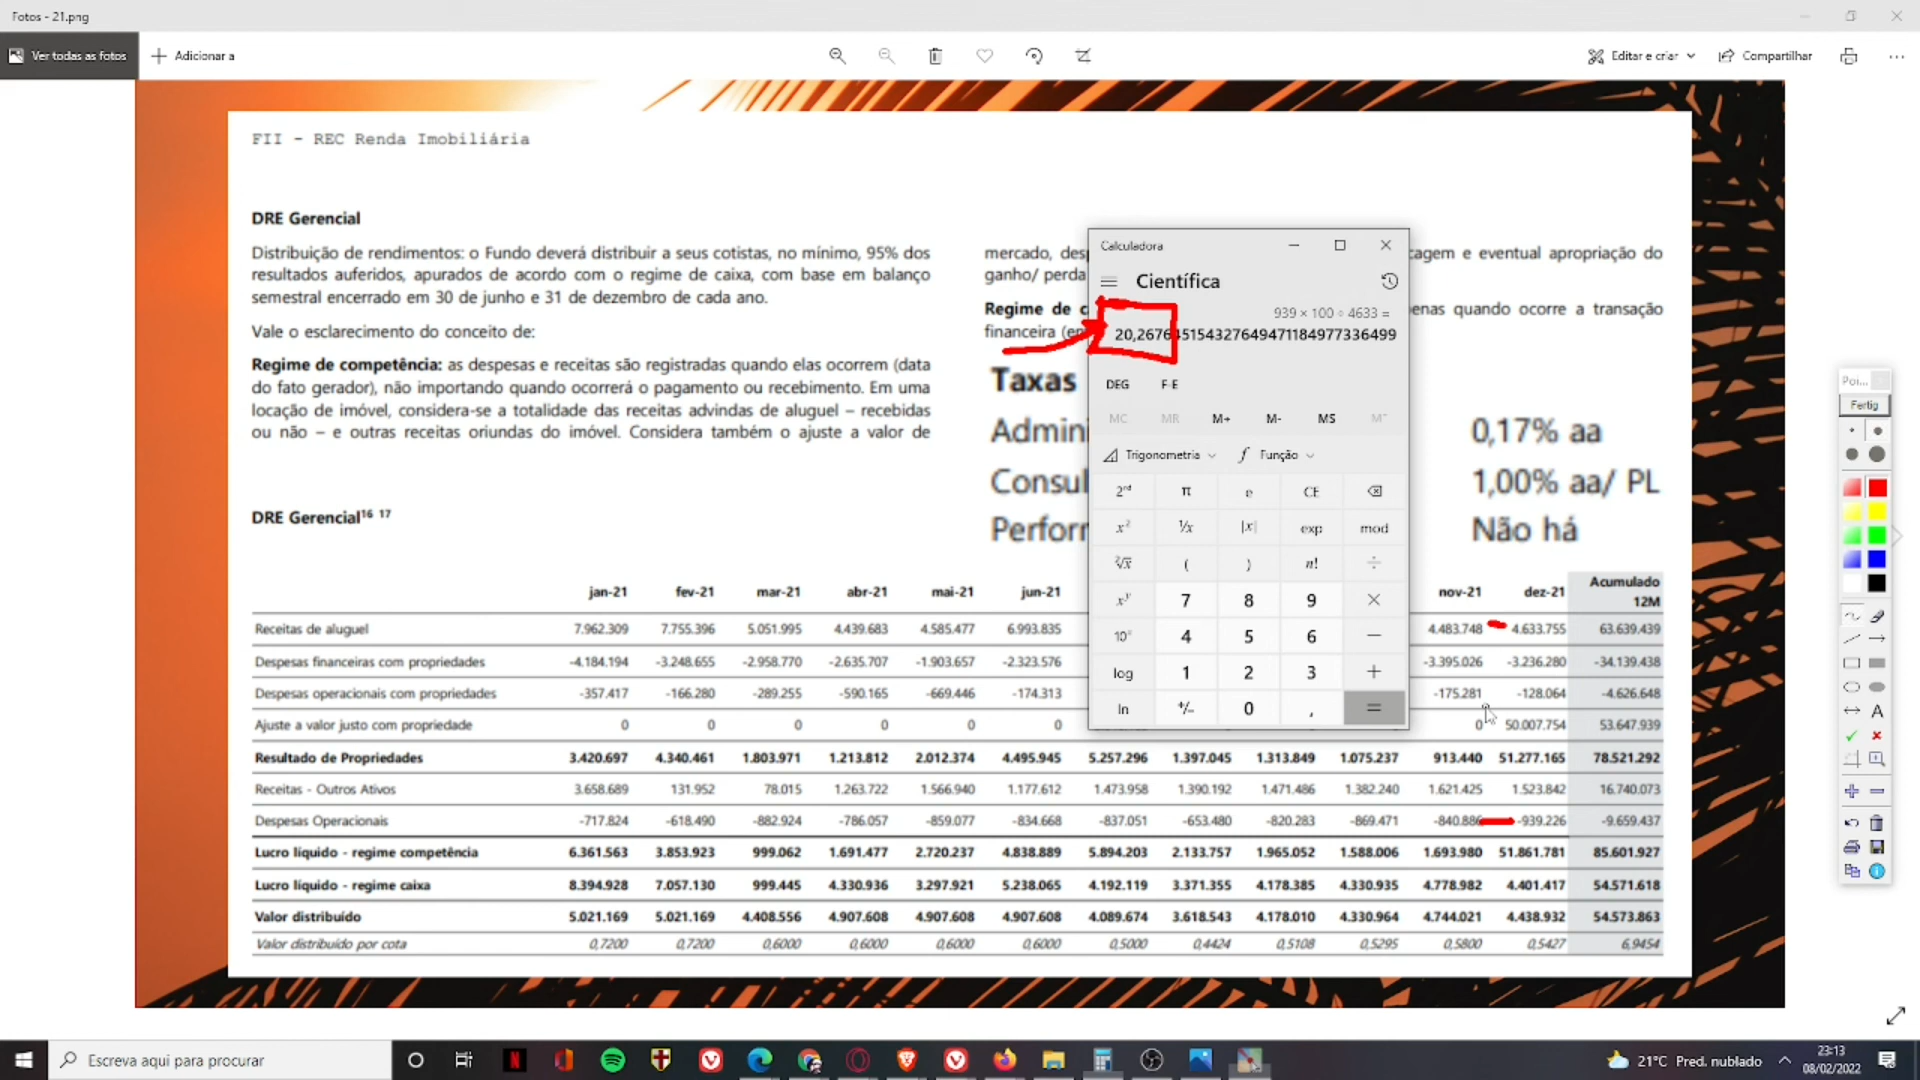 Fotos - 21.png
Ver todas as fotos
Adicionar a
Editar e criar
Compartilhar
FII - REC Renda Imobiliária
DRE Gerencial
Distribuição de rendimentos: o Fundo deverá distribuir a seus cotistas, no mínimo, 95% dos
resultados auferidos, apurados de acordo com o regime de caixa, com base em balanço
semestral encerrado em 30 de junho e 31 de dezembro de cada ano.
Vale o esclarecimento do conceito de:
Regime de competência: as despesas e receitas são registradas quando elas ocorrem (data
do fato gerador), não importando quando ocorrerá o pagamento ou recebimento. Em uma
locação de imóvel, considera-se a totalidade das receitas advindas de aluguel – recebidas
ou não – e outras receitas oriundas do imóvel. Considera também o ajuste a valor de
mercado, des
agem e eventual apropriação do
ganho/ perda
Regime de c
enas quando ocorre a transação
financeira (e
Taxas
Admini
0,17% aa
Consul
1,00% aa/ PL
Perfor
Não há
Calculadora
Científica
939 × 100 ÷ 4633 =
20,267645154327649471184977336499
DEG F-E
MC MR M+ M- MS M
Trigonometria Função
2nd π e CE
x² ¹/x |x| exp mod
²√x ( ) n! ÷
xʸ 7 8 9 ×
10ˣ 4 5 6 −
log 1 2 3 +
ln +/- 0 , =
DRE Gerencial16 17
jan-21 fev-21 mar-21 abr-21 mai-21 jun-21 nov-21 dez-21 Acumulado
12M
Receitas de aluguel 7.962.309 7.755.396 5.051.995 4.439.683 4.585.477 6.993.835 4.483.748 4.633.755 63.639.439
Despesas financeiras com propriedades -4.184.194 -3.248.655 -2.958.770 -2.635.707 -1.903.657 -2.323.576 -3.395.026 -3.236.280 -34.139.438
Despesas operacionais com propriedades -357.417 -166.280 -289.255 -590.165 -669.446 -174.313 -175.281 -128.064 -4.626.648
Ajuste a valor justo com propriedade 0 0 0 0 0 0 0 50.007.754 53.647.939
Resultado de Propriedades 3.420.697 4.340.461 1.803.971 1.213.812 2.012.374 4.495.945 5.257.296 1.397.045 1.313.849 1.075.237 913.440 51.277.165 78.521.292
Receitas - Outros Ativos 3.658.689 131.952 78.015 1.263.722 1.566.940 1.177.612 1.473.958 1.390.192 1.471.486 1.382.240 1.621.425 1.523.842 16.740.073
Despesas Operacionais -717.824 -618.490 -882.924 -786.057 -859.077 -834.668 -837.051 -653.480 -820.283 -869.471 -840.886 -939.226 -9.659.437
Lucro líquido - regime competência 6.361.563 3.853.923 999.062 1.691.477 2.720.237 4.838.889 5.894.203 2.133.757 1.965.052 1.588.006 1.693.980 51.861.781 85.601.927
Lucro líquido - regime caixa 8.394.928 7.057.130 999.445 4.330.936 3.297.921 5.238.065 4.192.119 3.371.355 4.178.385 4.330.935 4.778.982 4.401.417 54.571.618
Valor distribuído 5.021.169 5.021.169 4.408.556 4.907.608 4.907.608 4.907.608 4.089.674 3.618.543 4.178.010 4.330.964 4.744.021 4.438.932 54.573.863
Valor distribuído por cota 0,7200 0,7200 0,6000 0,6000 0,6000 0,6000 0,5000 0,4424 0,5108 0,5295 0,5800 0,5427 6,9454
Poi...
Fertig
A
Escreva aqui para procurar
21°C Pred. nublado
23:13
08/02/2022